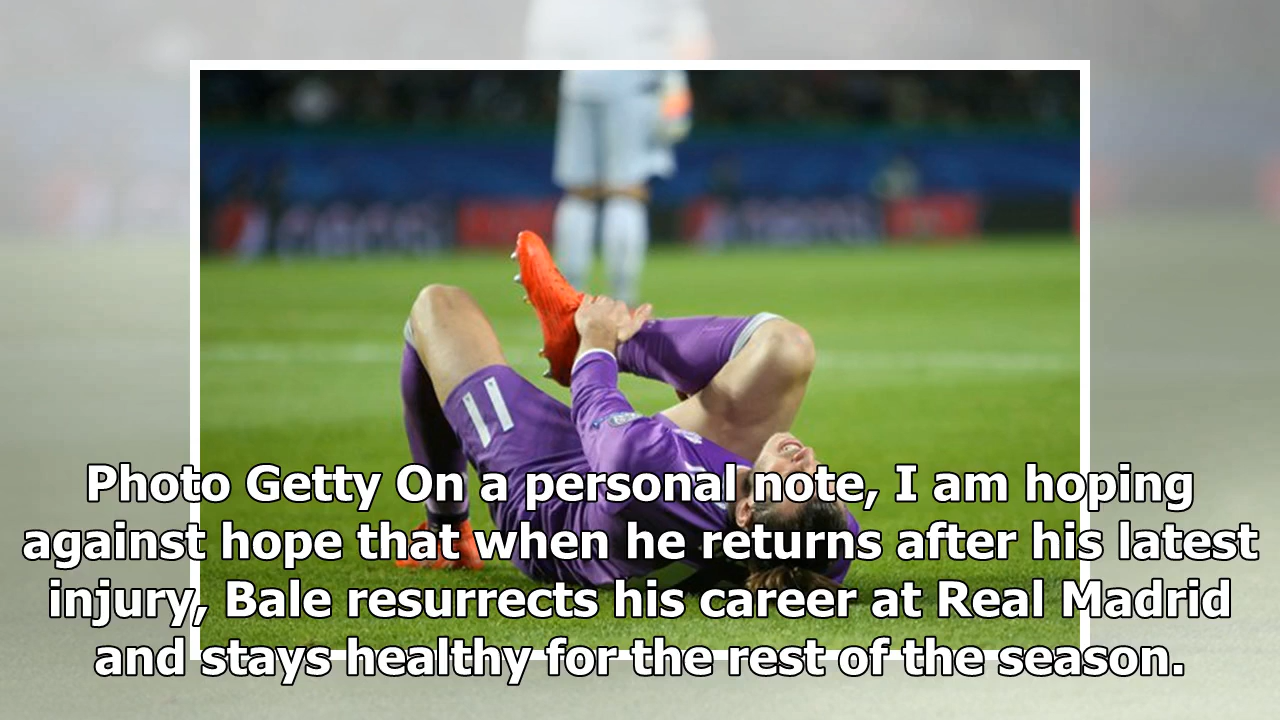 11
Photo Getty On a personal note, I am hoping
against hope that when he returns after his latest
injury, Bale resurrects his career at Real Madrid
and stays healthy for the rest of the season.